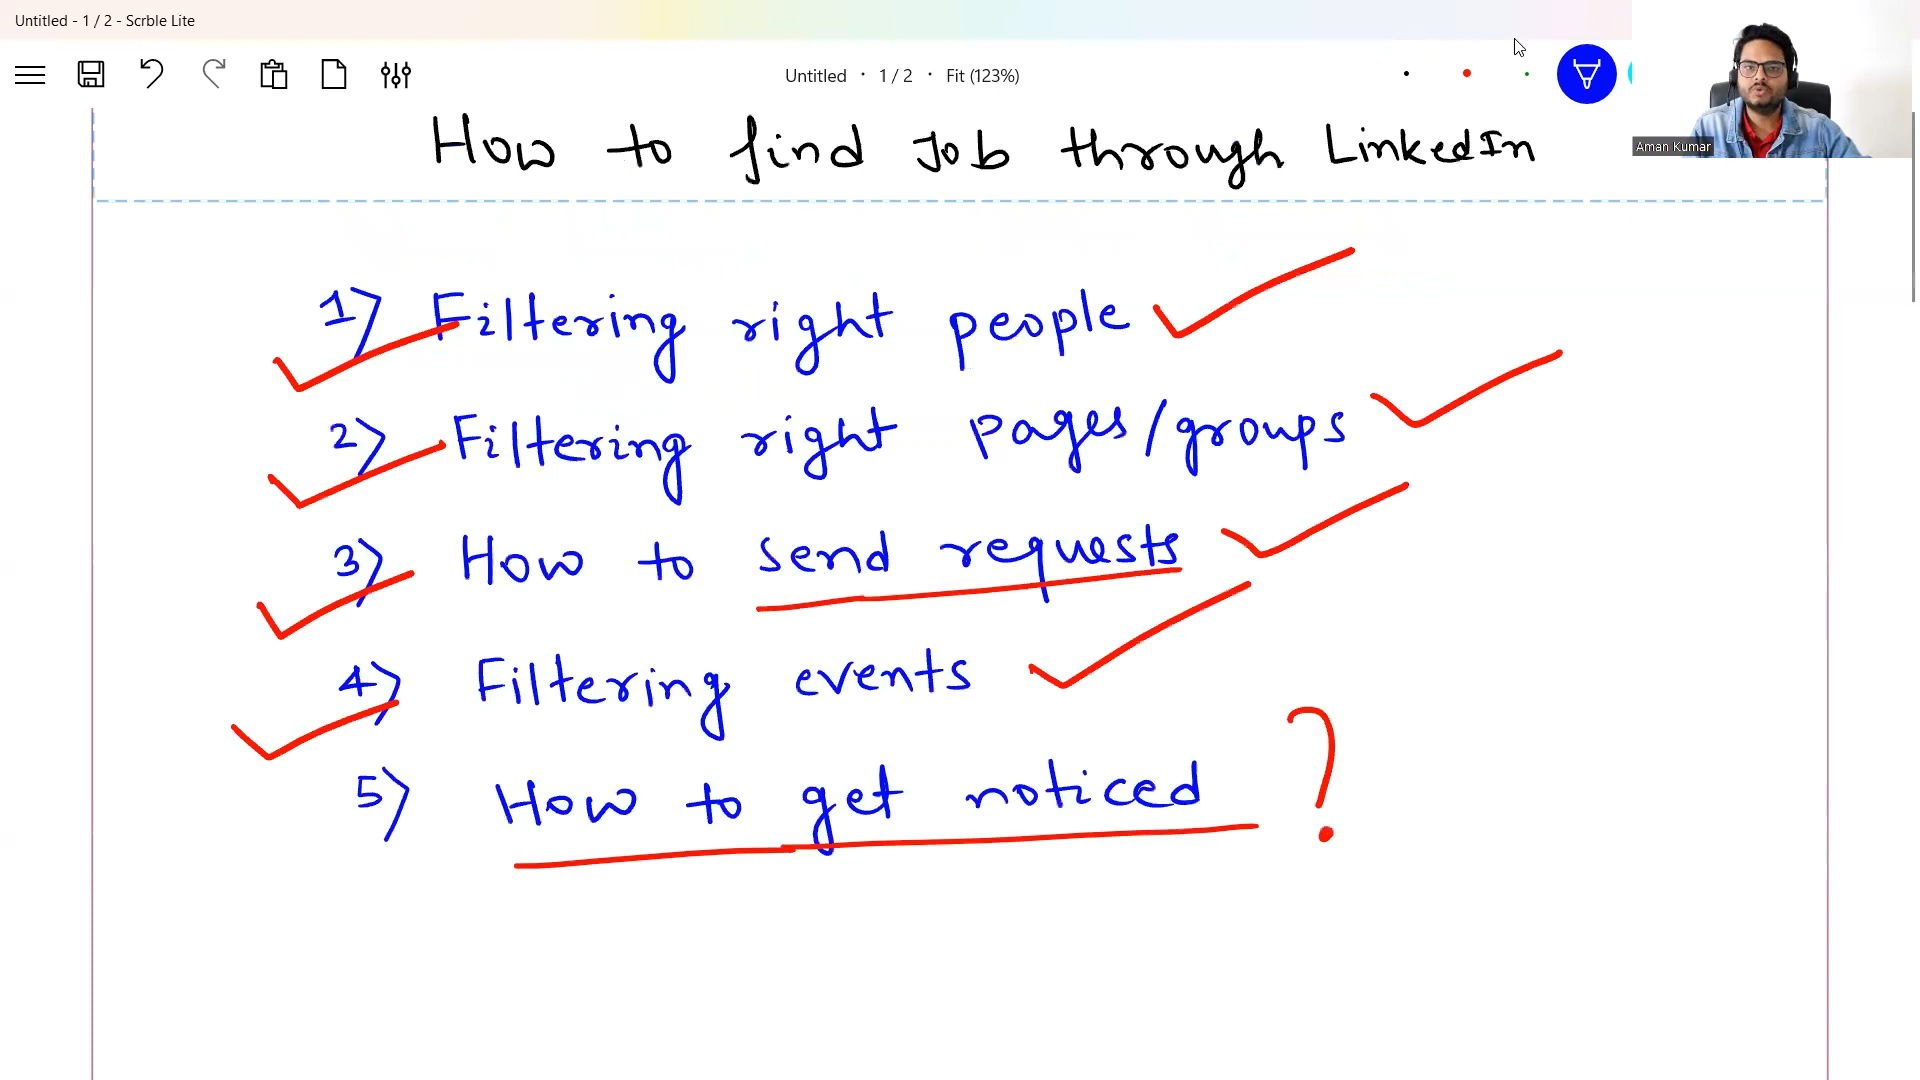 Untitled - 1 / 2 - Scrble Lite
Untitled • 1 / 2 • Fit (123%)
Aman Kumar
How to find Job through LinkedIn
1) Filtering right people
2) Filtering right pages/groups
3) How to send requests
4) Filtering events
5) How to get noticed ?